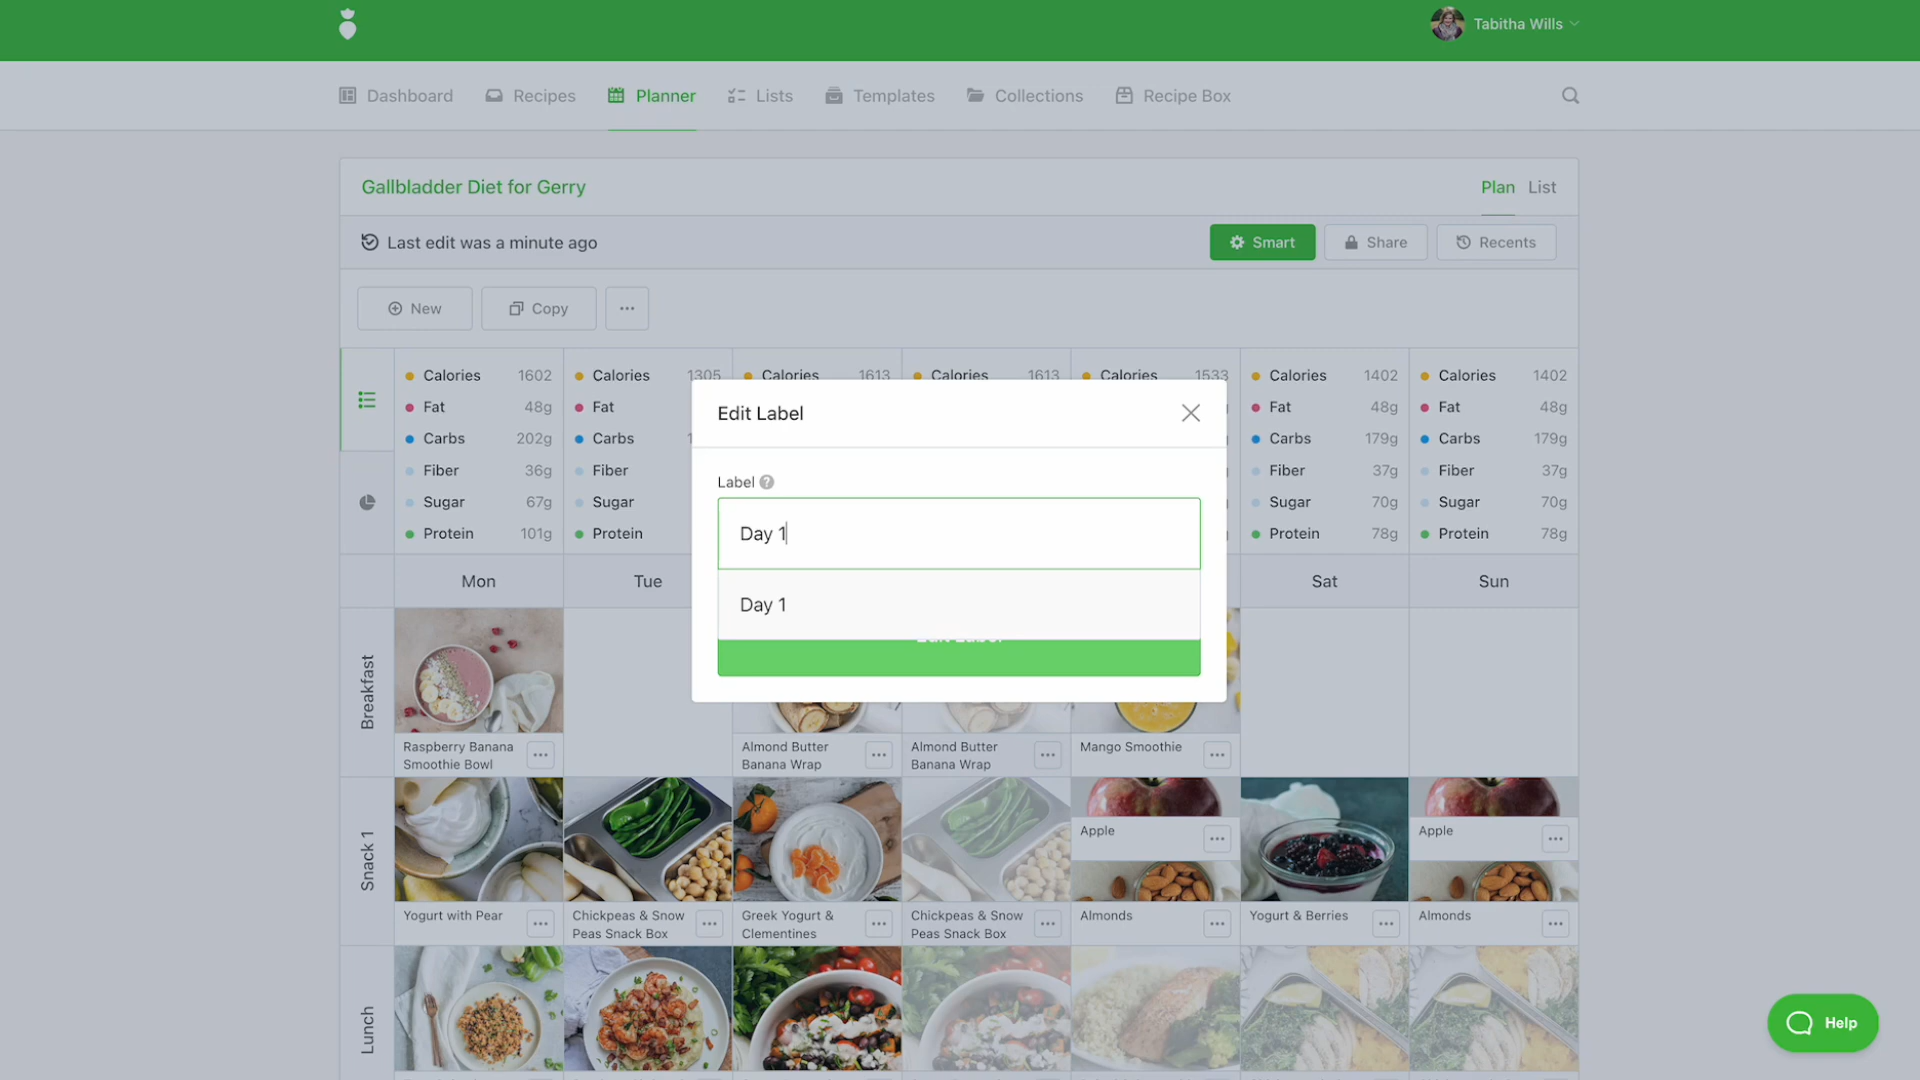 Tabitha Wills
Dashboard Recipes Planner Lists Templates Collections Recipe Box
Gallbladder Diet for Gerry
Plan List
Last edit was a minute ago
Smart Share Recents
New Copy
Calories 1602 Calories 1305 Calories 1613 Calories 1613 Calories 1533 Calories 1402 Calories 1402
Fat 48g Fat Fat 48g Fat 48g
Carbs 202g Carbs Carbs 179g Carbs 179g
Fiber 36g Fiber Fiber 37g Fiber 37g
Sugar 67g Sugar Sugar 70g Sugar 70g
Protein 101g Protein Protein 78g Protein 78g
Edit Label
Label ?
Day 1
Day 1
Edit Label
Mon Tue Sat Sun
Breakfast
Raspberry Banana
Smoothie Bowl
Almond Butter
Banana Wrap
Almond Butter
Banana Wrap
Mango Smoothie
Snack 1
Yogurt with Pear
Chickpeas & Snow
Peas Snack Box
Greek Yogurt &
Clementines
Chickpeas & Snow
Peas Snack Box
Apple
Almonds
Yogurt & Berries
Apple
Almonds
Lunch
Help